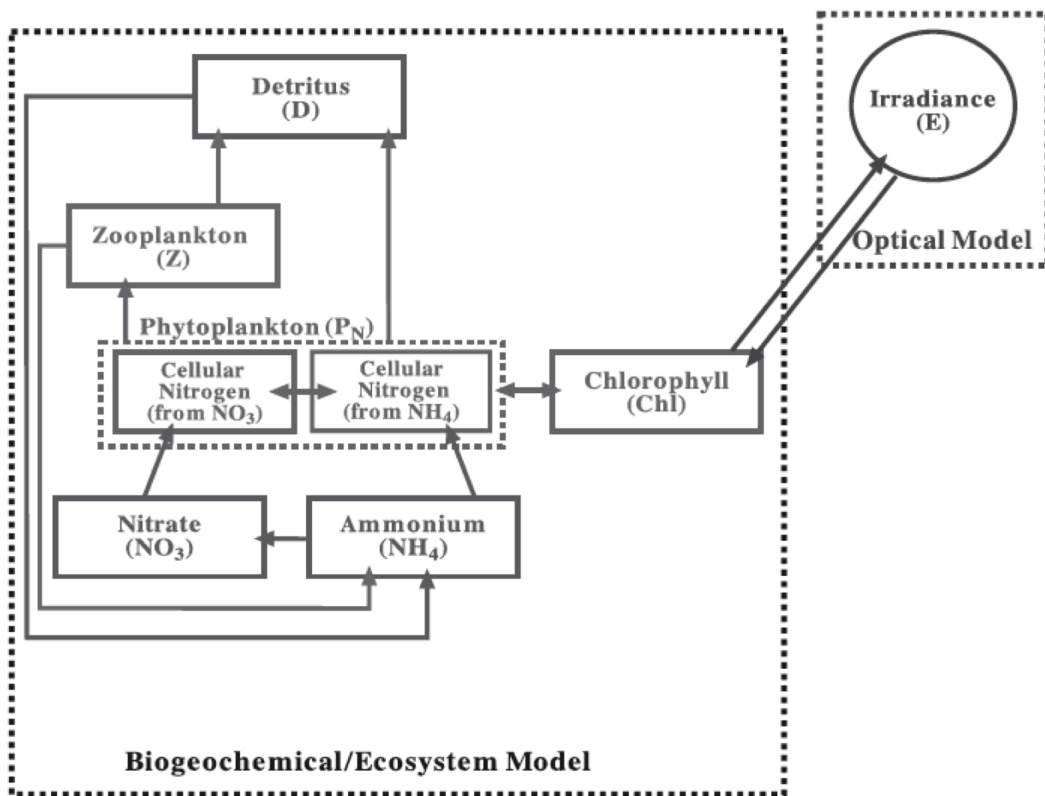 Detritus
(D)
Irradiance
(E)
Zooplankton
(Z)
Optical Model
Phytoplankton (P_N)
Cellular
Nitrogen
(from NO₃)
Cellular
Nitrogen
(from NH₄)
Chlorophyll
(Chl)
Nitrate
(NO₃)
Ammonium
(NH₄)
Biogeochemical/Ecosystem Model